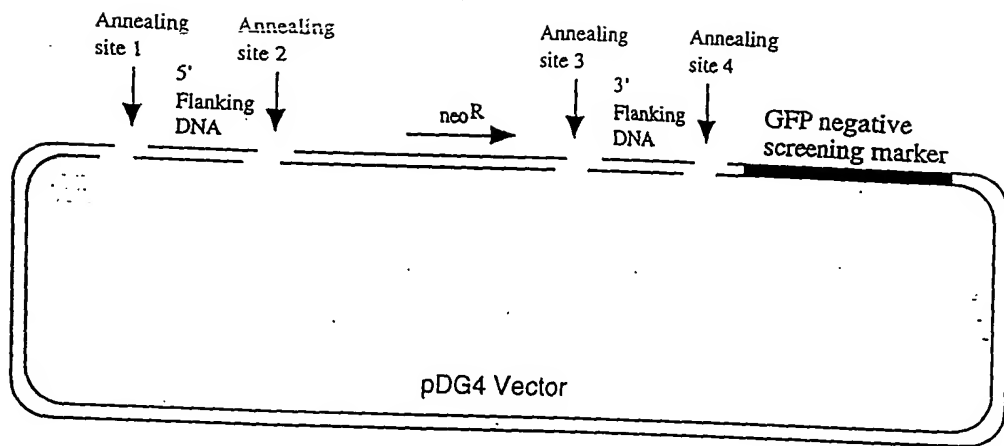 Annealing
site 1
Annealing
site 2
5'
Flanking
DNA
neoR
Annealing
site 3
3'
Flanking
DNA
Annealing
site 4
GFP negative
screening marker
pDG4 Vector